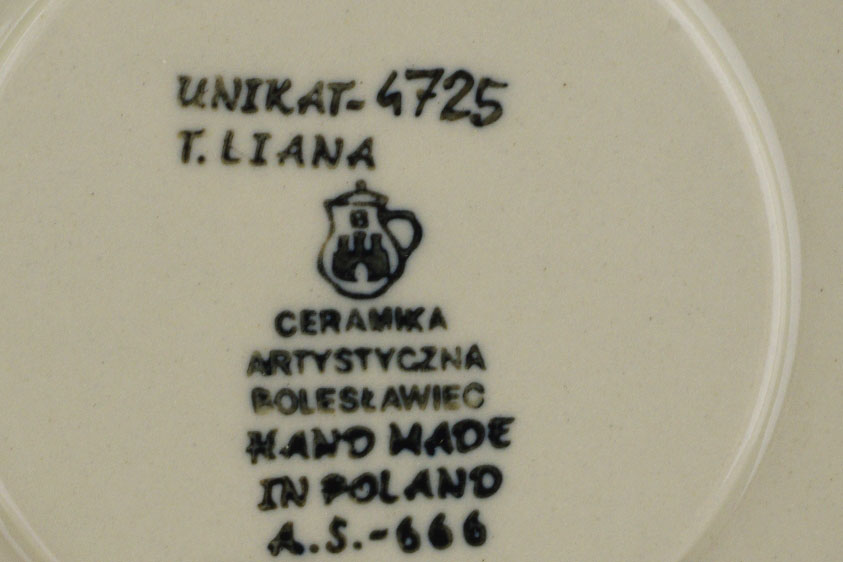 UNIKAT-4725
T. LIANA
CERAMIKA
ARTYSTYCZNA
BOLESŁAWIEC
HAND MADE
IN POLAND
A.S.-666